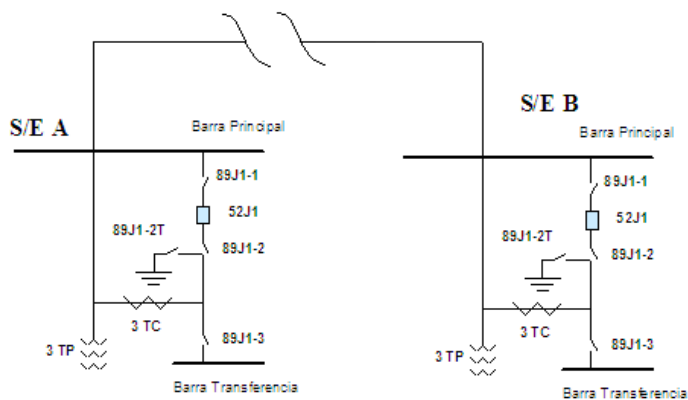 S/E A
Barra Principal
89J1-1
52J1
89J1-2T
89J1-2
3 TC
89J1-3
3 TP
Barra Transferencia
S/E B
Barra Principal
89J1-1
52J1
89J1-2T
89J1-2
3 TC
89J1-3
3 TP
Barra Transferencia